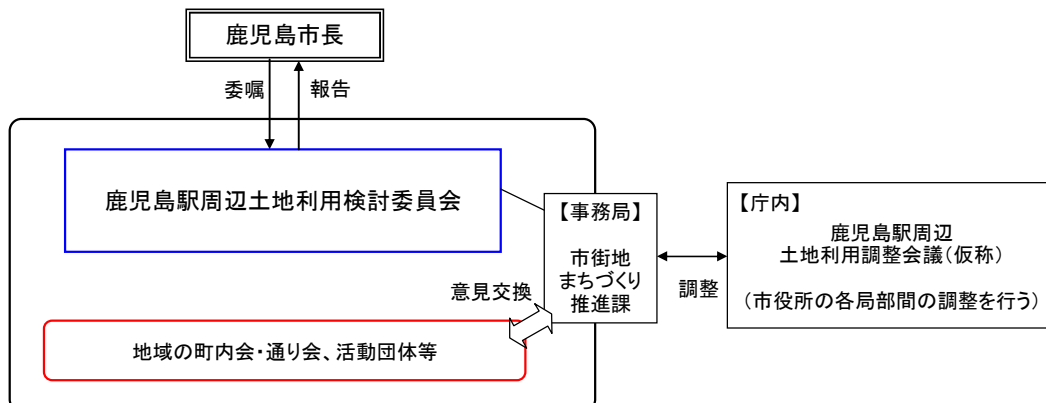 鹿児島市長
委嘱
報告
鹿児島駅周辺土地利用検討委員会
【事務局】
市街地
まちづくり
推進課
【庁内】
鹿児島駅周辺
土地利用調整会議(仮称)
(市役所の各局部間の調整を行う)
調整
意見交換
地域の町内会・通り会、活動団体等